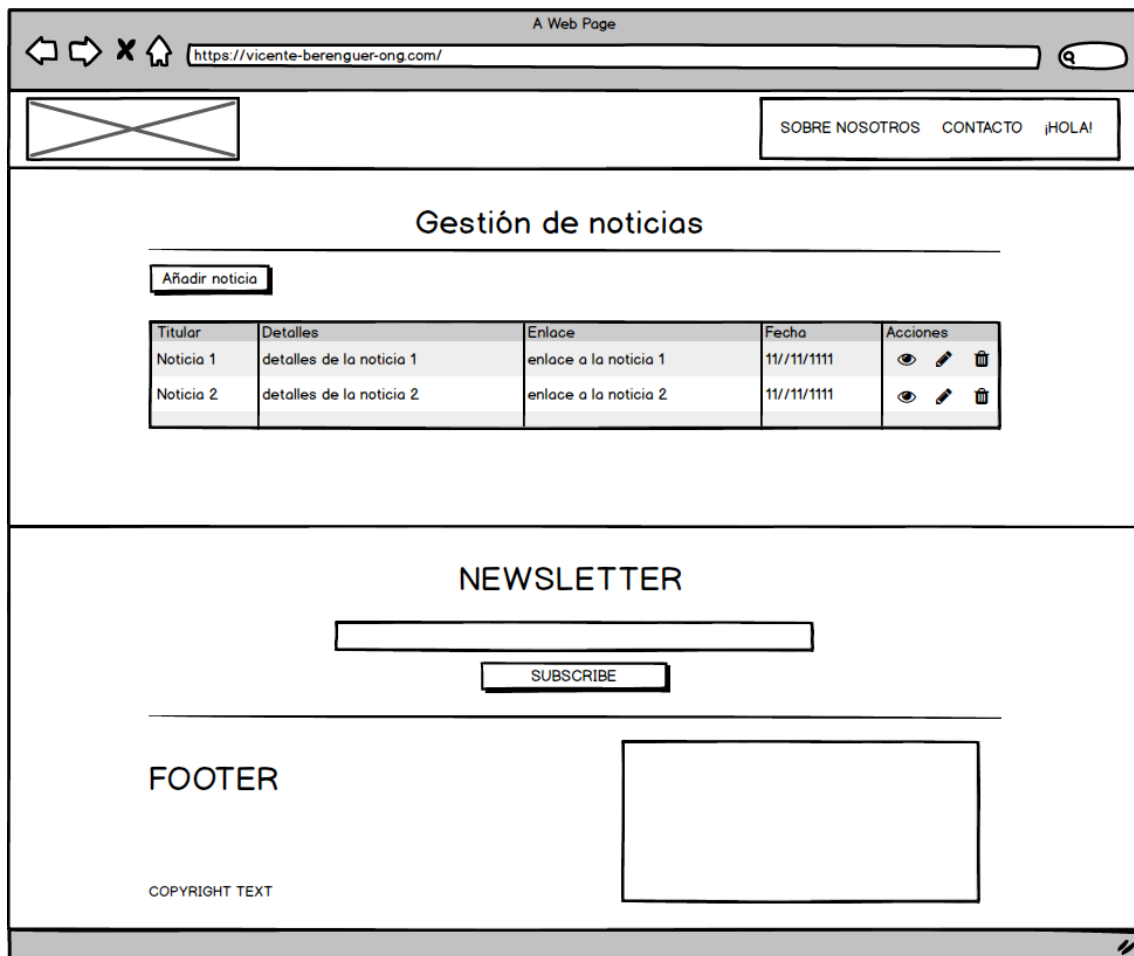 A Web Page
https://vicente-berenguer-ong.com/
SOBRE NOSOTROS CONTACTO ¡HOLA!
Gestión de noticias
Añadir noticia
Titular Detalles Enlace Fecha Acciones
Noticia 1 detalles de la noticia 1 enlace a la noticia 1 11//11/1111
Noticia 2 detalles de la noticia 2 enlace a la noticia 2 11//11/1111
NEWSLETTER
SUBSCRIBE
FOOTER
COPYRIGHT TEXT